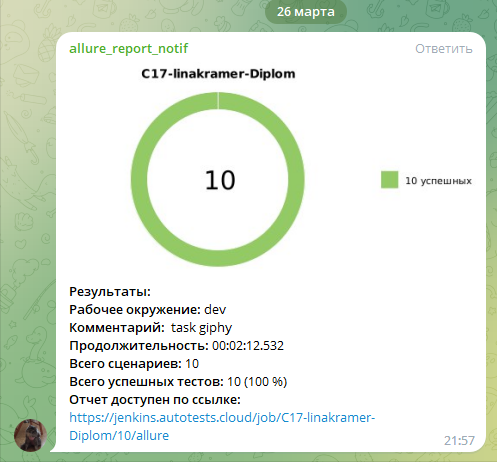 26 марта
allure_report_notif
Ответить
C17-linakramer-Diplom
10
10 успешных
Результаты:
Рабочее окружение: dev
Комментарий: task giphy
Продолжительность: 00:02:12.532
Всего сценариев: 10
Всего успешных тестов: 10 (100 %)
Отчет доступен по ссылке:
https://jenkins.autotests.cloud/job/C17-linakramer-
Diplom/10/allure
21:57